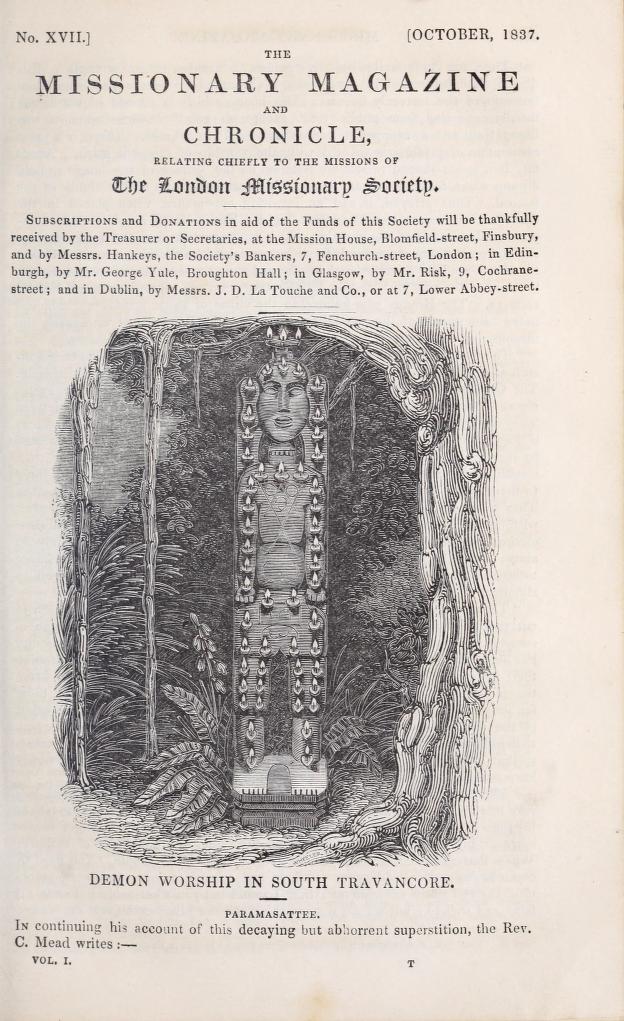 No. XVII.] [OCTOBER, 1837.
THE
MISSIONARY MAGAZINE
AND
CHRONICLE,
RELATING CHIEFLY TO THE MISSIONS OF
The London Missionary Society.
SUBSCRIPTIONS and DONATIONS in aid of the Funds of this Society will be thankfully
received by the Treasurer or Secretaries, at the Mission House, Blomfield-street, Finsbury,
and by Messrs. Hankeys, the Society's Bankers, 7, Fenchurch-street, London; in Edin-
burgh, by Mr. George Yule, Broughton Hall; in Glasgow, by Mr. Risk, 9, Cochrane-
street; and in Dublin, by Messrs. J. D. La Touche and Co., or at 7, Lower Abbey-street.
DEMON WORSHIP IN SOUTH TRAVANCORE.
PARAMASATTEE.
IN continuing his account of this decaying but abhorrent superstition, the Rev.
C. Mead writes :—
VOL. I. T